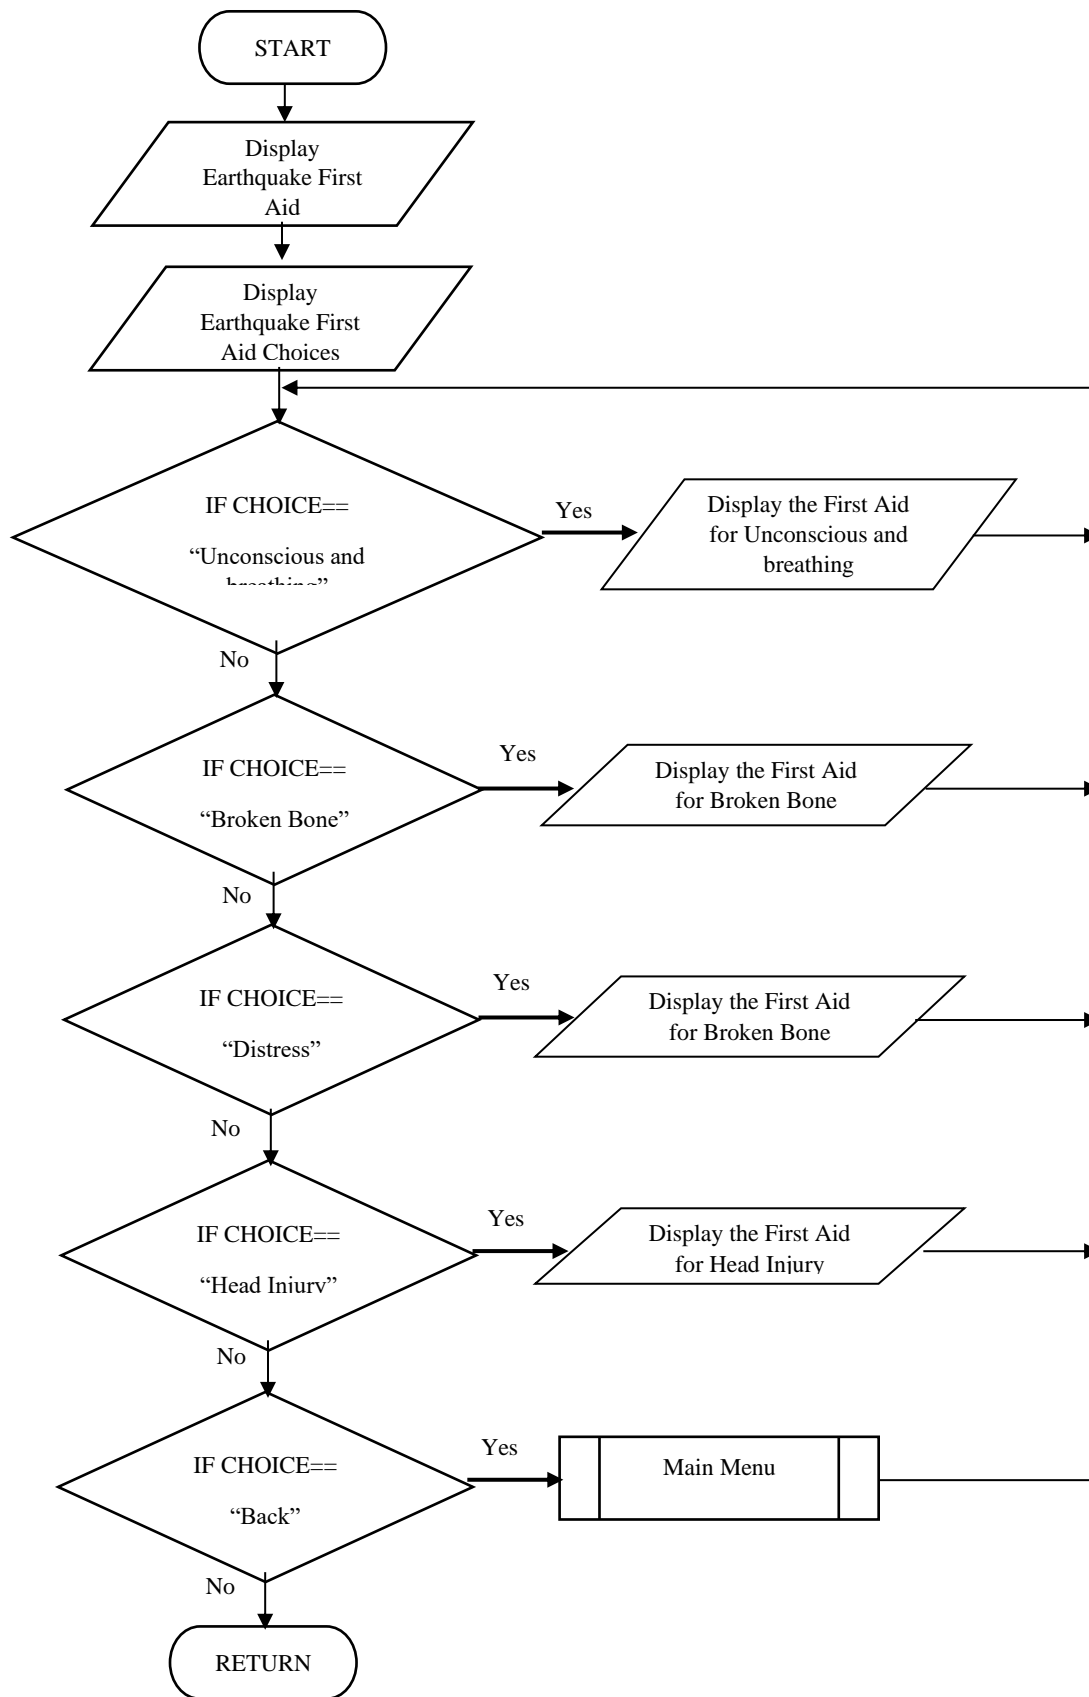 START
Display
Earthquake First
Aid
Display
Earthquake First
Aid Choices
IF CHOICE==
“Unconscious and
breathing”
Yes
Display the First Aid
for Unconscious and
breathing
No
IF CHOICE==
“Broken Bone”
Yes
Display the First Aid
for Broken Bone
No
IF CHOICE==
“Distress”
Yes
Display the First Aid
for Broken Bone
No
IF CHOICE==
“Head Injury”
Yes
Display the First Aid
for Head Injury
No
IF CHOICE==
“Back”
Yes
Main Menu
No
RETURN